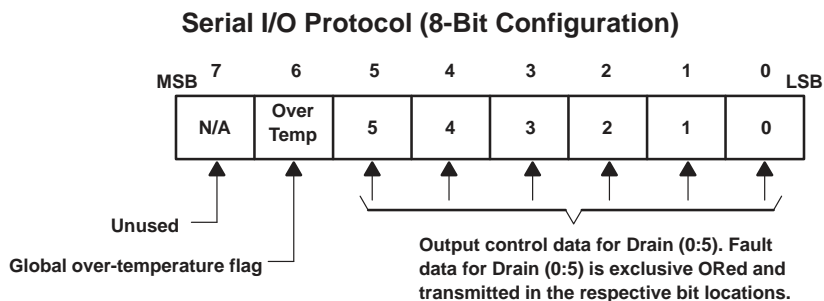 Serial I/O Protocol (8-Bit Configuration)
MSB 7 6 5 4 3 2 1 0 LSB
N/A Over Temp 5 4 3 2 1 0
Unused
Global over-temperature flag
Output control data for Drain (0:5). Fault
data for Drain (0:5) is exclusive ORed and
transmitted in the respective bit locations.